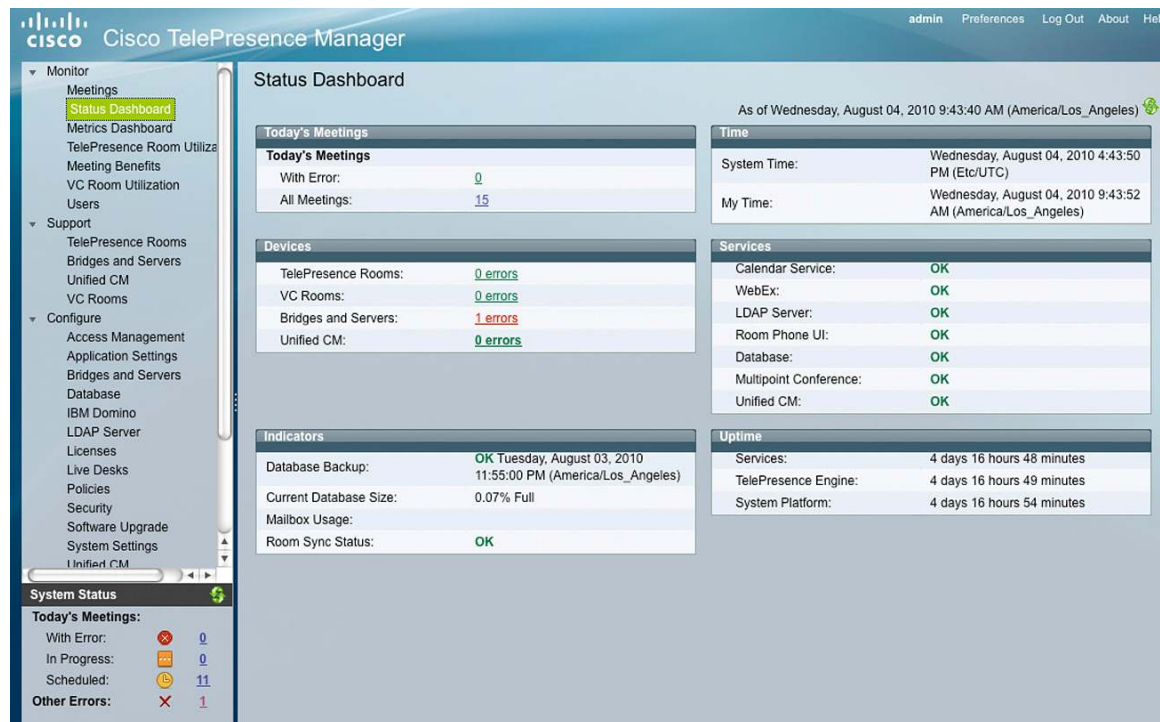 cisco Cisco TelePresence Manager
admin Preferences Log Out About Hel
Monitor
Meetings
Status Dashboard
Metrics Dashboard
TelePresence Room Utiliza
Meeting Benefits
VC Room Utilization
Users
Support
TelePresence Rooms
Bridges and Servers
Unified CM
VC Rooms
Configure
Access Management
Application Settings
Bridges and Servers
Database
IBM Domino
LDAP Server
Licenses
Live Desks
Policies
Security
Software Upgrade
System Settings
Unified CM
System Status
Today's Meetings:
With Error: 0
In Progress: 0
Scheduled: 11
Other Errors: 1
Status Dashboard
As of Wednesday, August 04, 2010 9:43:40 AM (America/Los_Angeles)
Today's Meetings
Today's Meetings
With Error: 0
All Meetings: 15
Time
System Time: Wednesday, August 04, 2010 4:43:50
PM (Etc/UTC)
My Time: Wednesday, August 04, 2010 9:43:52
AM (America/Los_Angeles)
Devices
TelePresence Rooms: 0 errors
VC Rooms: 0 errors
Bridges and Servers: 1 errors
Unified CM: 0 errors
Services
Calendar Service: OK
WebEx: OK
LDAP Server: OK
Room Phone UI: OK
Database: OK
Multipoint Conference: OK
Unified CM: OK
Indicators
Database Backup: OK Tuesday, August 03, 2010
11:55:00 PM (America/Los_Angeles)
Current Database Size: 0.07% Full
Mailbox Usage:
Room Sync Status: OK
Uptime
Services: 4 days 16 hours 48 minutes
TelePresence Engine: 4 days 16 hours 49 minutes
System Platform: 4 days 16 hours 54 minutes